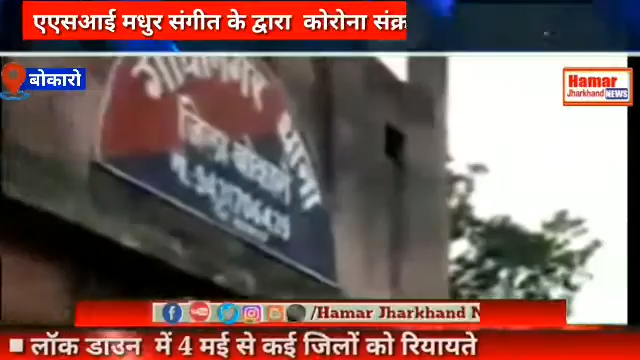 एएसआई मधुर संगीत के द्वारा कोरोना संक्र
बोकारो
Hamar
Jharkhand NEWS
थाना
जिला बोकारो
/Hamar Jharkhand N
लॉक डाउन में 4 मई से कई जिलों को रियायते